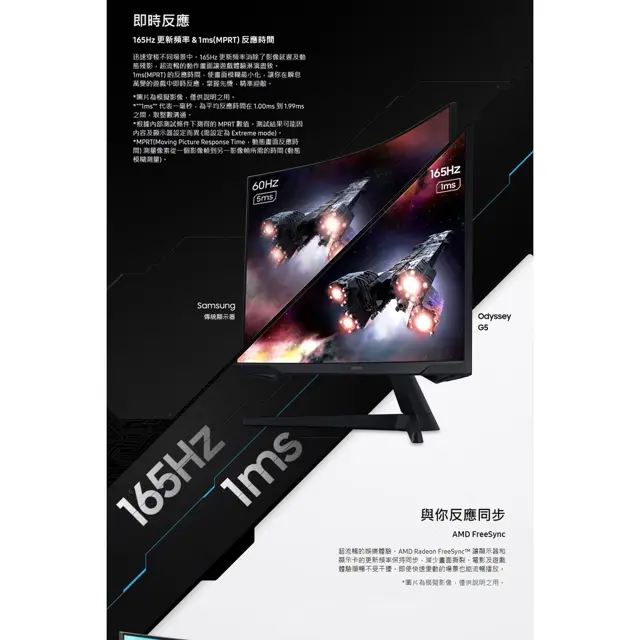 即時反應
165Hz 更新頻率 & 1ms(MPRT) 反應時間
迅速穿梭不同場景中，165Hz 更新頻率消除了影像延遲及動
態殘影，超流暢的動作畫面讓遊戲體驗淋漓盡致。
1ms(MPRT) 的反應時間，使畫面模糊最小化，讓你在瞬息
萬變的遊戲中即時反應，掌握先機，精準迎敵。
*圖片為模擬影像，僅供說明之用。
*"1ms" 代表一毫秒，為平均反應時間在 1.00ms 到 1.99ms
之間，取整數溝通。
*根據內部測試條件下測得的 MPRT 數值，測試結果可能因
內容及顯示器設定而異 (需設定為 Extreme mode)。
*MPRT(Moving Picture Response Time，動態畫面反應時
間) 測量像素從一個影像幀到另一影像幀所需的時間 (動態
模糊測量)。
60Hz
5ms
165Hz
1ms
Samsung
傳統顯示器
Odyssey
G5
SAMSUNG
165Hz
1ms
與你反應同步
AMD FreeSync
超流暢的娛樂體驗。AMD Radeon FreeSync™ 讓顯示器和
顯示卡的更新頻率保持同步，減少畫面撕裂。電影及遊戲
體驗順暢不受干擾，即使快速變動的場景也能流暢播放。
*圖片為模擬影像，僅供說明之用。